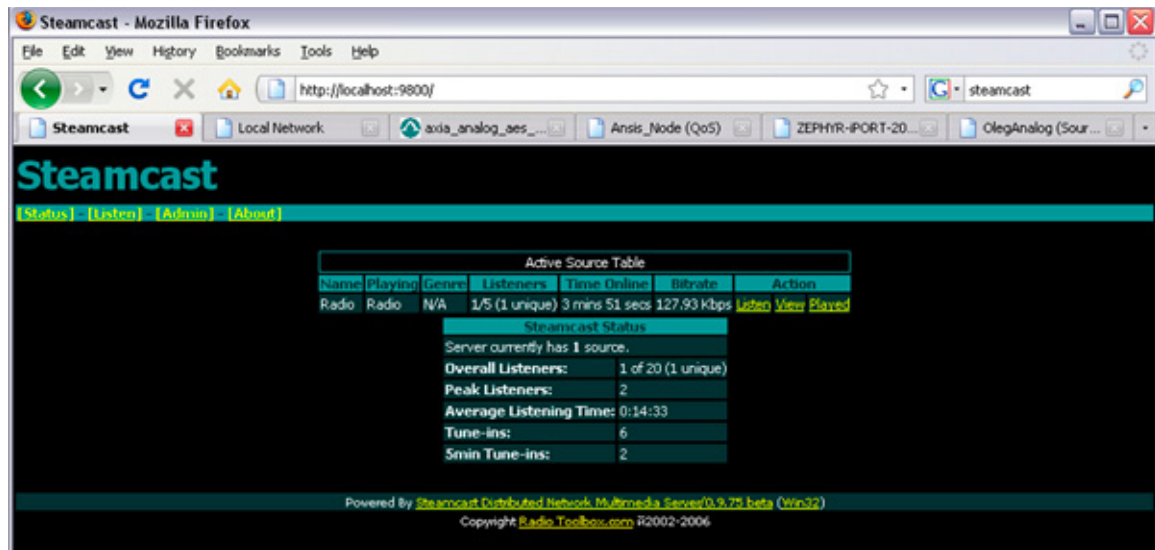 Steamcast - Mozilla Firefox
File Edit View History Bookmarks Tools Help
http://localhost:9800/ G steamcast
Steamcast Local Network axia_analog_aes_... Ansis_Node (QoS) ZEPHYR-iPORT-20... OlegAnalog (Sour...
Steamcast
[Status] - [Listen] - [Admin] - [About]
Active Source Table
Name Playing Genre Listeners Time Online Bitrate Action
Radio Radio N/A 1/5 (1 unique) 3 mins 51 secs 127.93 Kbps Listen View Played
Steamcast Status
Server currently has 1 source.
Overall Listeners: 1 of 20 (1 unique)
Peak Listeners: 2
Average Listening Time: 0:14:33
Tune-ins: 6
5min Tune-ins: 2
Powered By Steamcast Distributed Network Multimedia Server/0.9.75 beta (Win32)
Copyright Radio Toolbox.com 2002-2006